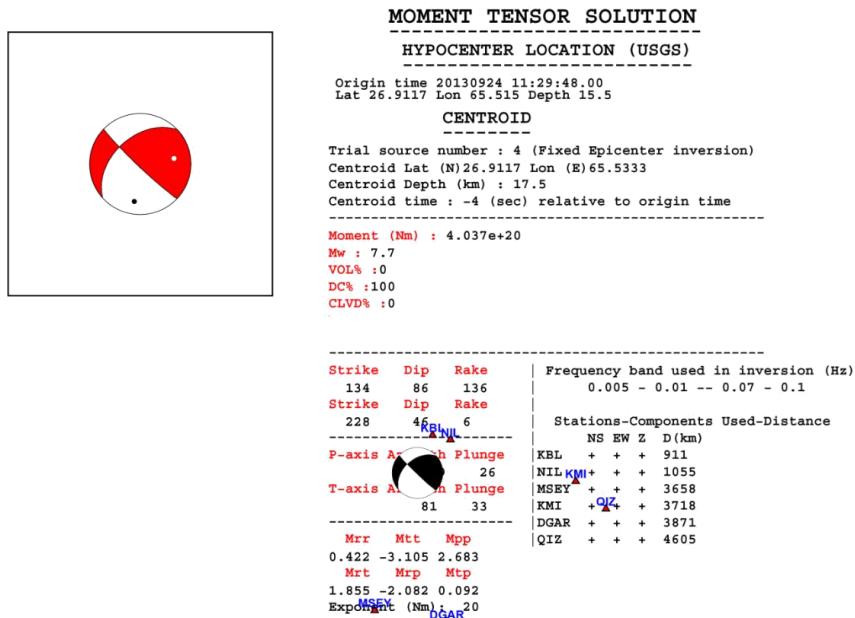 MOMENT TENSOR SOLUTION
HYPOCENTER LOCATION (USGS)
Origin time 20130924 11:29:48.00
Lat 26.9117 Lon 65.515 Depth 15.5
CENTROID
Trial source number : 4 (Fixed Epicenter inversion)
Centroid Lat (N)26.9117 Lon (E)65.5333
Centroid Depth (km) : 17.5
Centroid time : -4 (sec) relative to origin time
Moment (Nm) : 4.037e+20
Mw : 7.7
VOL% :0
DC% :100
CLVD% :0
Strike Dip Rake
134 86 136
Strike Dip Rake
228 46 6
KBL NIL
P-axis Plunge
26
T-axis Plunge
81 33
Mrr Mtt Mpp
0.422 -3.105 2.683
Mrt Mrp Mtp
1.855 -2.082 0.092
Exponent (Nm): 20
MSEY
DGAR
Frequency band used in inversion (Hz)
0.005 - 0.01 -- 0.07 - 0.1
Stations-Components Used-Distance
NS EW Z D(km)
KBL + + + 911
NIL + + + 1055
KMI
MSEY + + + 3658
QIZ
KMI + + + 3718
DGAR + + + 3871
QIZ + + + 4605